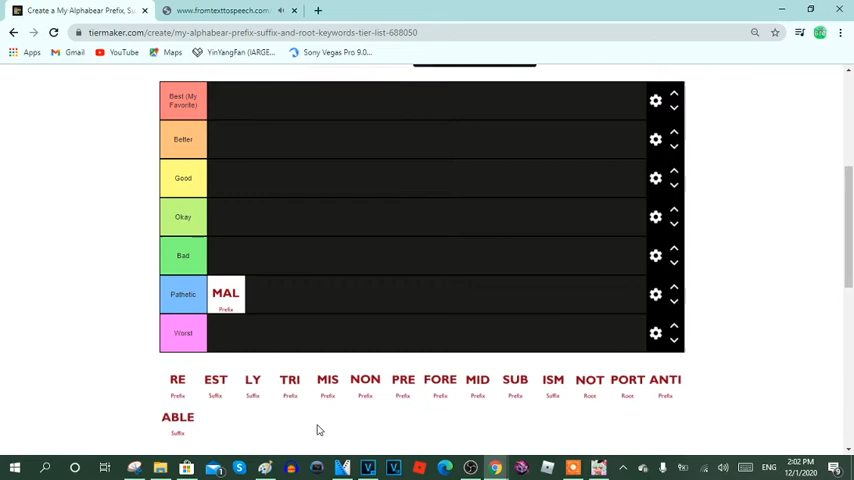 Create a My Alphabear Prefix, Su
www.fromtexttospeech.com
tiermaker.com/create/my-alphabear-prefix-suffix-and-root-keywords-tier-list-688050
Apps Gmail YouTube Maps YinYangFan (IARGE... Sony Vegas Pro 9.0...
Best (My
Favorite)
Better
Good
Okay
Bad
Pathetic
MAL
Prefix
Worst
RE EST LY TRI MIS NON PRE FORE MID SUB ISM NOT PORT ANTI
Prefix Suffix Suffix Prefix Prefix Prefix Prefix Prefix Prefix Prefix Suffix Root Root Prefix
ABLE
Suffix
ENG
2:02 PM
12/1/2020